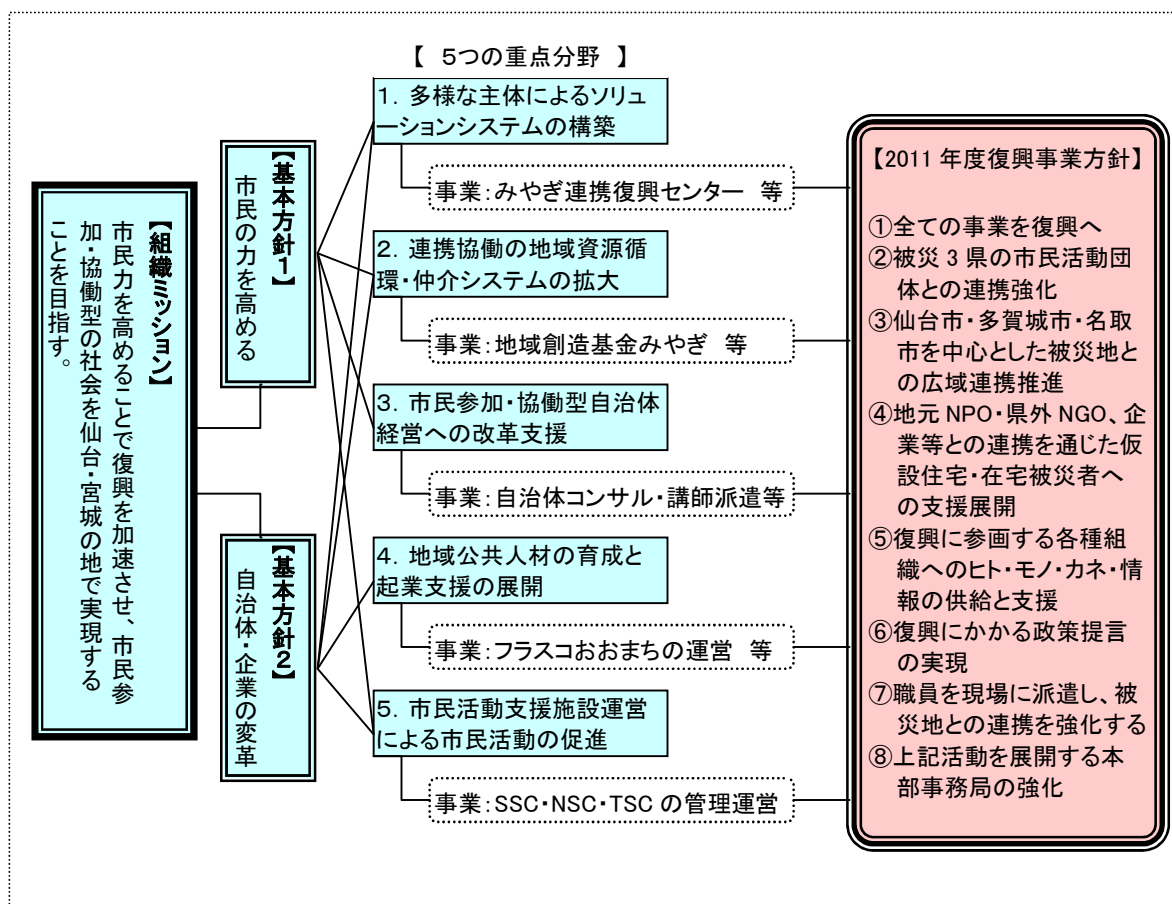 【組織ミッション】
市民力を高めることで復興を加速させ、市民参
加・協働型の社会を仙台・宮城の地で実現する
ことを目指す。
【基本方針1】
市民の力を高める
【基本方針2】
自治体・企業の変革
【 5つの重点分野 】
1. 多様な主体によるソリュ
ーションシステムの構築
事業:みやぎ連携復興センター 等
2. 連携協働の地域資源循
環・仲介システムの拡大
事業:地域創造基金みやぎ 等
3. 市民参加・協働型自治体
経営への改革支援
事業:自治体コンサル・講師派遣等
4. 地域公共人材の育成と
起業支援の展開
事業:フラスコおおまちの運営 等
5. 市民活動支援施設運営
による市民活動の促進
事業:SSC・NSC・TSC の管理運営
【2011 年度復興事業方針】
①全ての事業を復興へ
②被災 3 県の市民活動団
体との連携強化
③仙台市・多賀城市・名取
市を中心とした被災地と
の広域連携推進
④地元 NPO・県外 NGO、企
業等との連携を通じた仮
設住宅・在宅被災者へ
の支援展開
⑤復興に参画する各種組
織へのヒト・モノ・カネ・情
報の供給と支援
⑥復興にかかる政策提言
の実現
⑦職員を現場に派遣し、被
災地との連携を強化する
⑧上記活動を展開する本
部事務局の強化